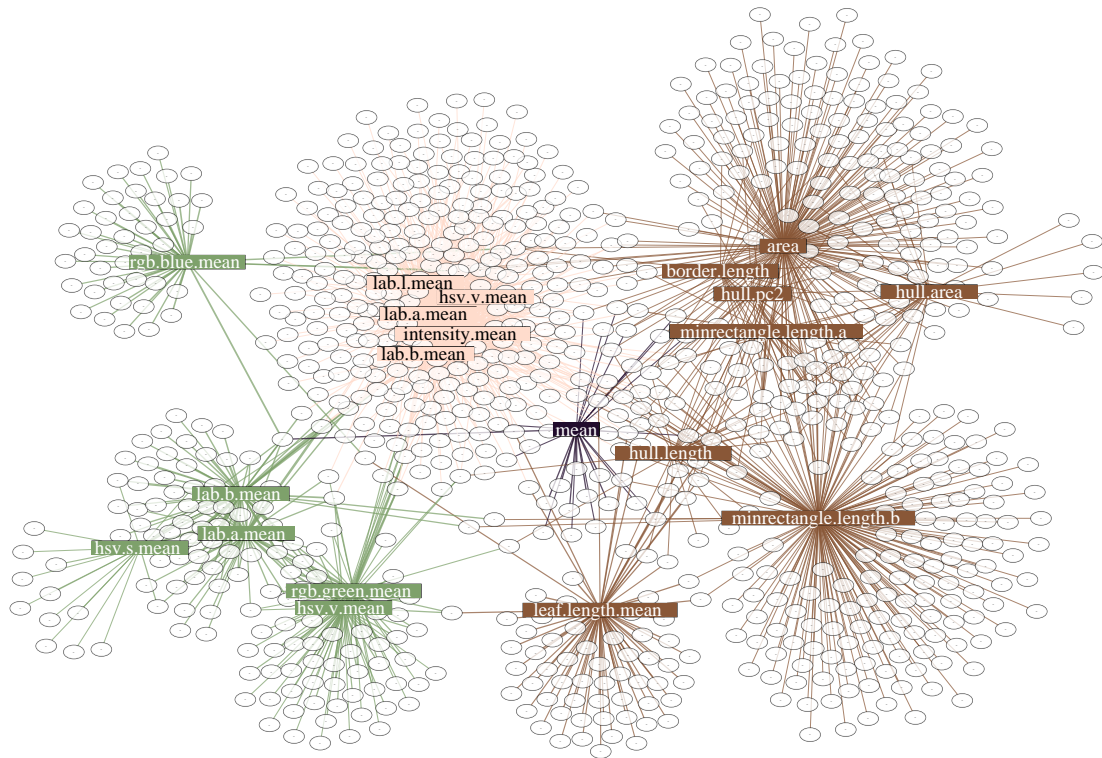 area
rgb.blue.mean
border.length
lab.l.mean
hull.pc2
hull.area
hsv.v.mean
lab.a.mean
intensity.mean
minrectangle.length.a
lab.b.mean
mean
hull.length
lab.b.mean
minrectangle.length.b
lab.a.mean
hsv.s.mean
rgb.green.mean
hsv.v.mean
leaf.length.mean